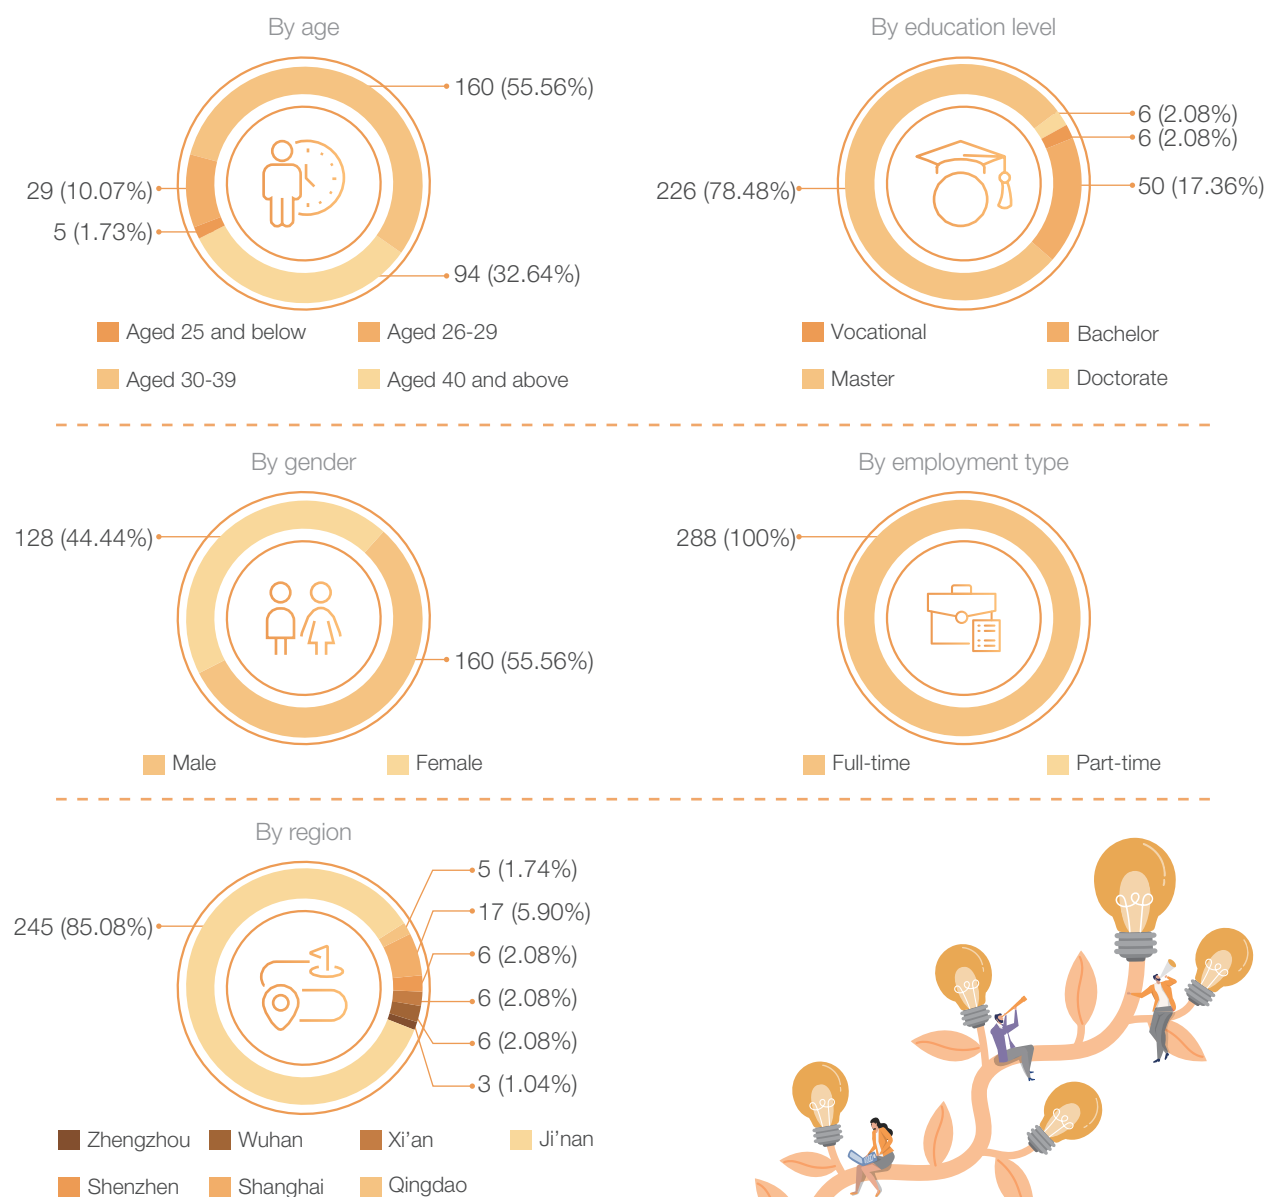 By age
160 (55.56%)
29 (10.07%)
5 (1.73%)
94 (32.64%)
Aged 25 and below
Aged 26-29
Aged 30-39
Aged 40 and above
By education level
6 (2.08%)
6 (2.08%)
226 (78.48%)
50 (17.36%)
Vocational
Bachelor
Master
Doctorate
By gender
128 (44.44%)
160 (55.56%)
Male
Female
By employment type
288 (100%)
Full-time
Part-time
By region
5 (1.74%)
17 (5.90%)
245 (85.08%)
6 (2.08%)
6 (2.08%)
6 (2.08%)
3 (1.04%)
Zhengzhou
Wuhan
Xi’an
Ji’nan
Shenzhen
Shanghai
Qingdao